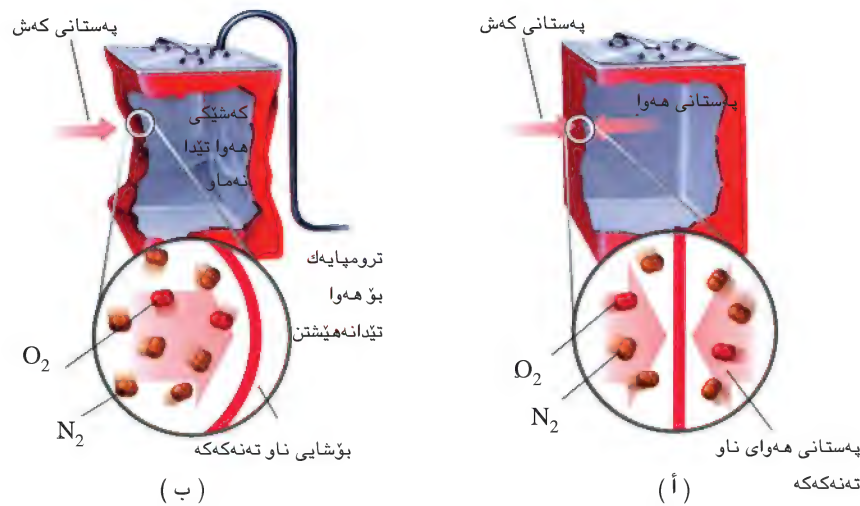 پەستانی کەش
پەستانی هەوا
O₂
N₂
پەستانی هەوای ناو
تەنەکەکە
( أ )
پەستانی کەش
کەشێکی
هەوا تێدا
نەماو
ترومپایەك
بۆ هەوا
تێدانەهێشتن
O₂
N₂
بۆشایی ناو تەنەکەکە
( ب )